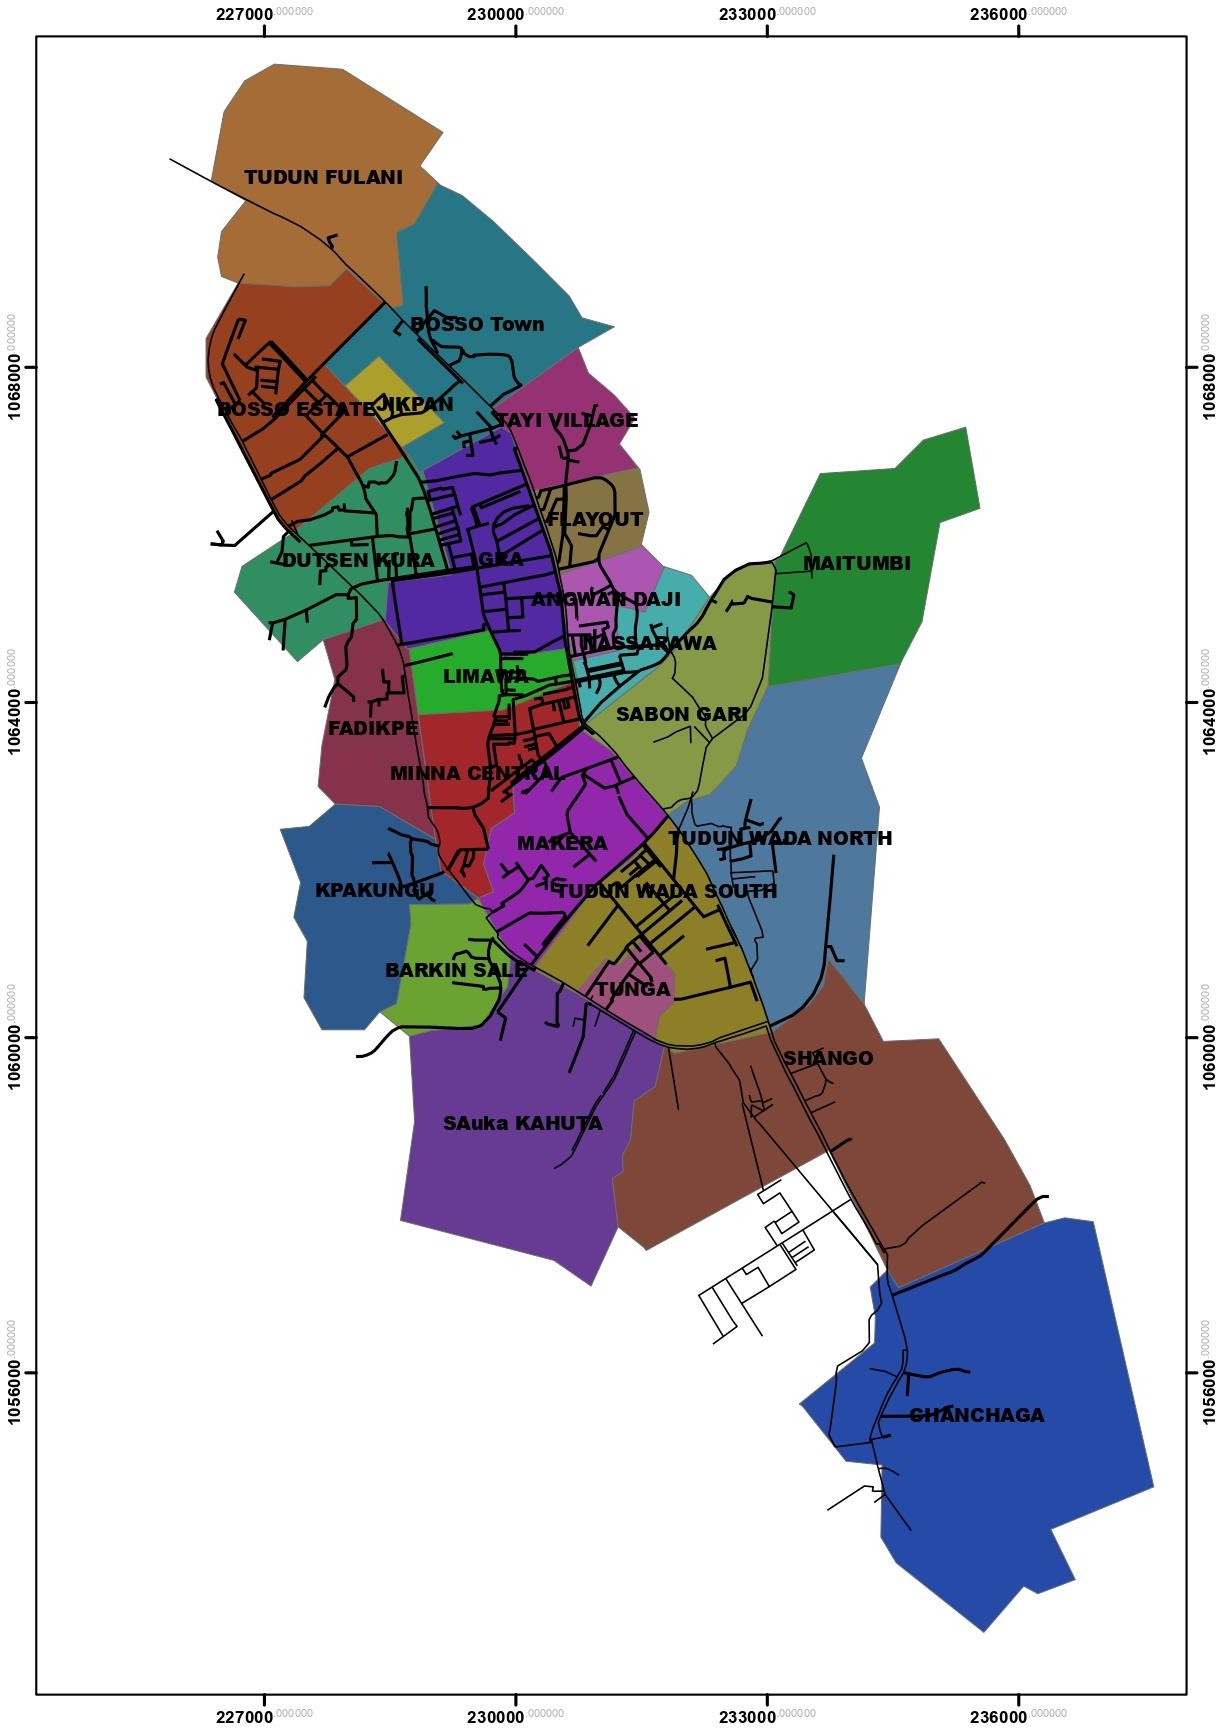 227000.000000 230000.000000 233000.000000 236000.000000
TUDUN FULANI
BOSSO Town
1068000.000000
1068000.000000
JIKPAN
BOSSO ESTATE
TAYI VILLAGE
FLAYOUT
DUTSEN KURA
GRA
MAITUMBI
ANGWAN DAJI
NASSARAWA
LIMAWA
1064000.000000
1064000.000000
SABON GARI
FADIKPE
MINNA CENTRAL
MAKERA
TUDUN WADA NORTH
KPAKUNGU
TUDUN WADA SOUTH
BARKIN SALE
TUNGA
1060000.000000
1060000.000000
SHANGO
SAuka KAHUTA
1056000.000000
1056000.000000
CHANCHAGA
227000.000000 230000.000000 233000.000000 236000.000000